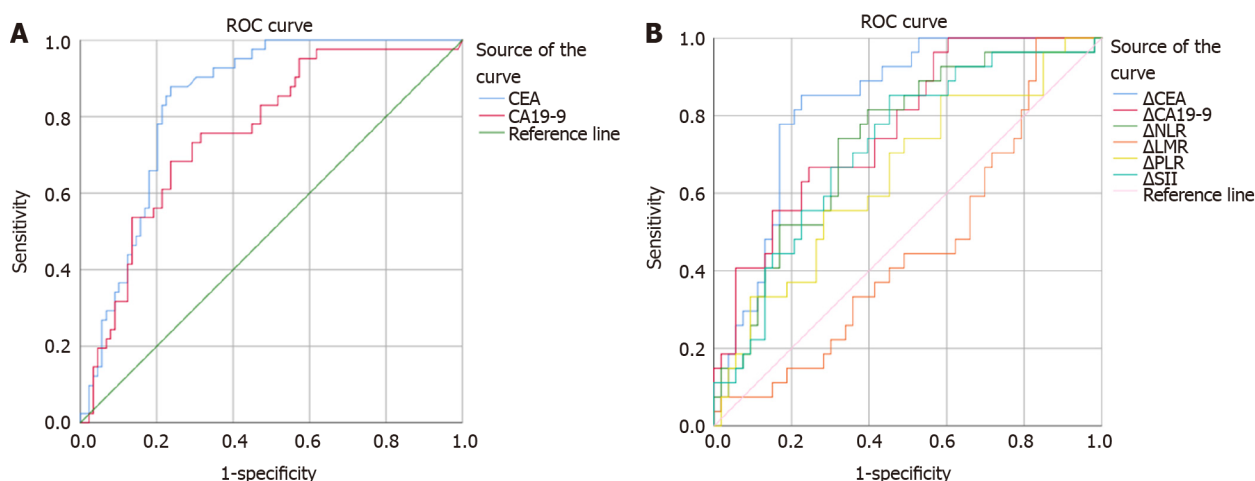 A
ROC curve
1.0
0.8
0.6
0.4
0.2
0.0
0.0 0.2 0.4 0.6 0.8 1.0
Sensitivity
1-specificity
Source of the
curve
CEA
CA19-9
Reference line
B
ROC curve
1.0
0.8
0.6
0.4
0.2
0.0
0.0 0.2 0.4 0.6 0.8 1.0
Sensitivity
1-specificity
Source of the
curve
ΔCEA
ΔCA19-9
ΔNLR
ΔLMR
ΔPLR
ΔSII
Reference line